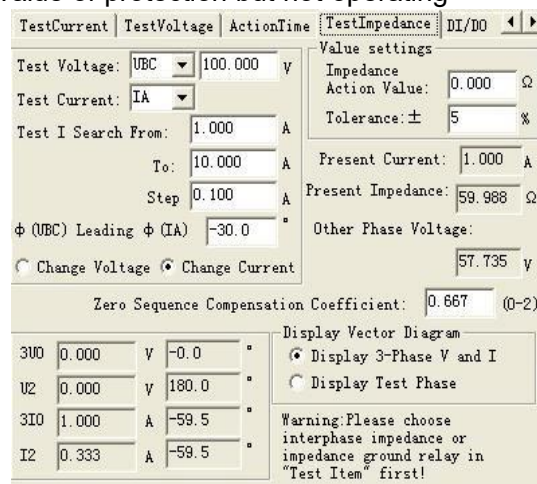 value of protection but not operating
TestCurrent TestVoltage ActionTime TestImpedance DI/DO
Test Voltage: UBC 100.000 V
Test Current: IA
Test I Search From: 1.000 A
To: 10.000 A
Step 0.100 A
φ(UBC) Leading φ(IA) -30.0 °
Change Voltage Change Current
Value settings
Impedance
Action Value: 0.000 Ω
Tolerance:± 5 %
Present Current: 1.000 A
Present Impedance: 59.988 Ω
Other Phase Voltage:
57.735 V
Zero Sequence Compensation Coefficient: 0.667 (0-2)
3U0 0.000 V -0.0 °
U2 0.000 V 180.0 °
3I0 1.000 A -59.5 °
I2 0.333 A -59.5 °
Display Vector Diagram
Display 3-Phase V and I
Display Test Phase
Warning:Please choose
interphase impedance or
impedance ground relay in
"Test Item" first!